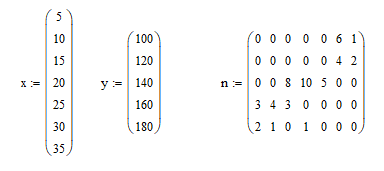 x := (5 10 15 20 25 30 35)
y := (100 120 140 160 180)
n := (0 0 0 0 0 6 1
0 0 0 0 0 4 2
0 0 8 10 5 0 0
3 4 3 0 0 0 0
2 1 0 1 0 0 0)